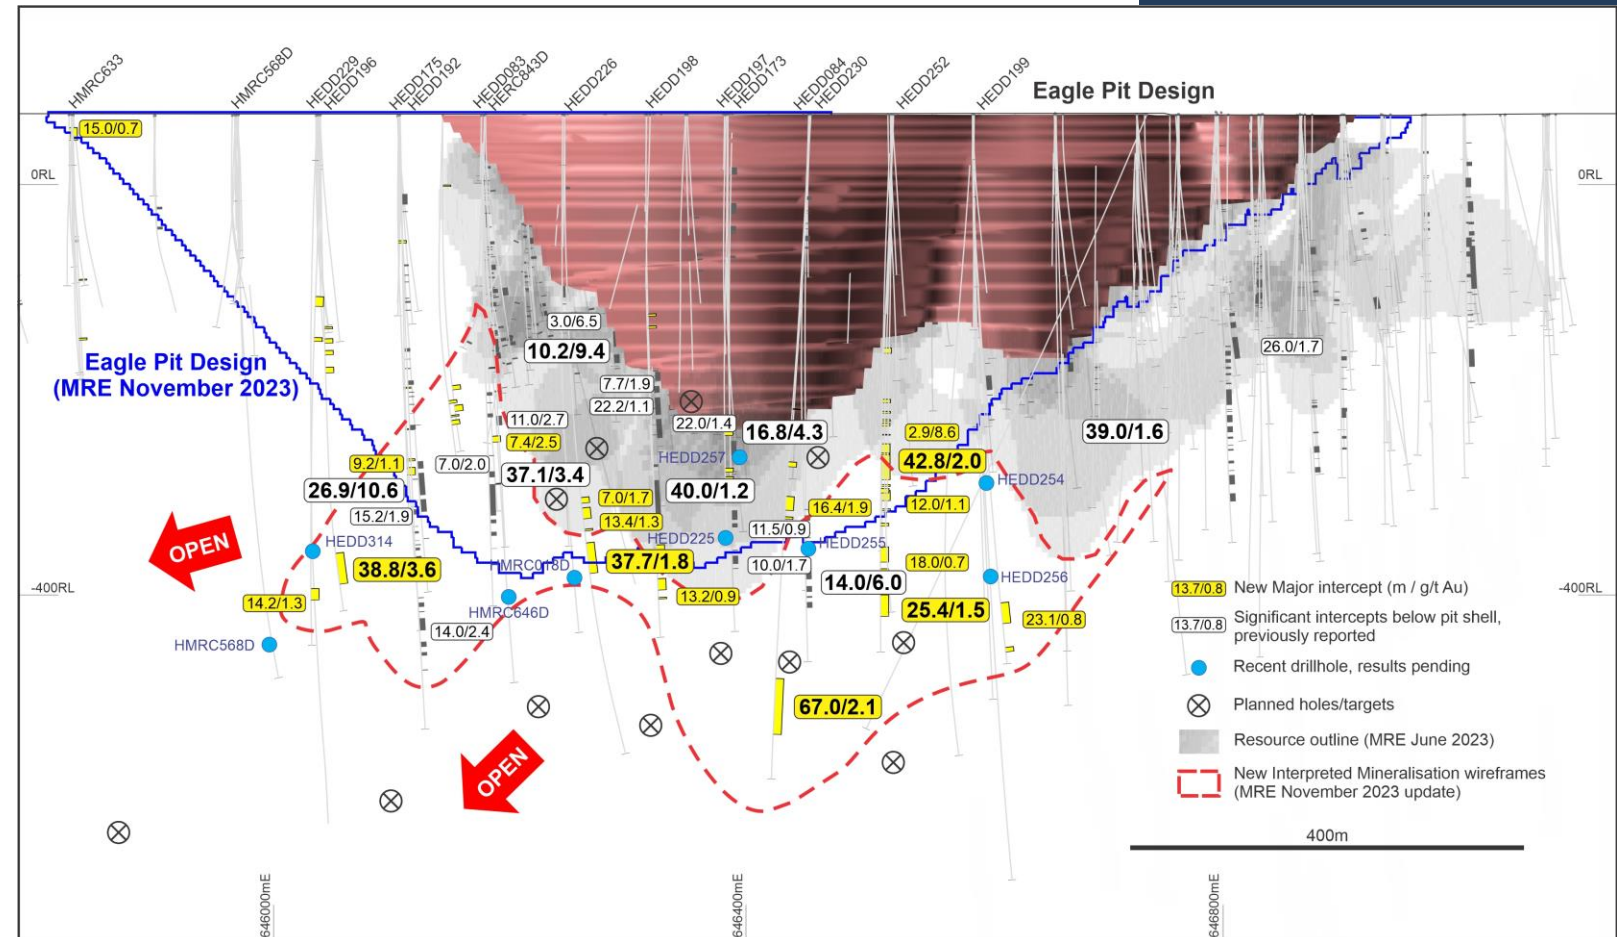 HMRC633
HMRC568D
HEDD229
HEDD196
HEDD175
HEDD192
HEDD083
HERC843D
HEDD226
HEDD198
HEDD197
HEDD173
HEDD084
HEDD230
HEDD252
HEDD199
Eagle Pit Design
15.0/0.7
0RL
0RL
3.0/6.5
10.2/9.4
26.0/1.7
Eagle Pit Design
(MRE November 2023)
7.7/1.9
22.2/1.1
11.0/2.7
22.0/1.4
16.8/4.3
2.9/8.6
39.0/1.6
7.4/2.5
9.2/1.1
7.0/2.0
37.1/3.4
HEDD257
42.8/2.0
26.9/10.6
40.0/1.2
HEDD254
7.0/1.7
16.4/1.9
12.0/1.1
15.2/1.9
13.4/1.3
11.5/0.9
OPEN
HEDD314
HEDD225
HEDD255
38.8/3.6
HMRC018D
37.7/1.8
10.0/1.7
18.0/0.7
14.0/6.0
HEDD256
-400RL
-400RL
14.2/1.3
HMRC646D
13.2/0.9
25.4/1.5
23.1/0.8
14.0/2.4
HMRC568D
67.0/2.1
OPEN
13.7/0.8 New Major intercept (m / g/t Au)
13.7/0.8 Significant intercepts below pit shell,
previously reported
Recent drillhole, results pending
Planned holes/targets
Resource outline (MRE June 2023)
New Interpreted Mineralisation wireframes
(MRE November 2023 update)
400m
646000mE
646400mE
646800mE